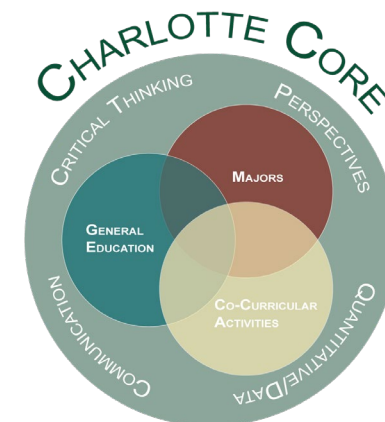 CHARLOTTE CORE
CRITICAL THINKING
PERSPECTIVES
MAJORS
GENERAL
EDUCATION
CO-CURRICULAR
ACTIVITIES
COMMUNICATION
QUANTITATIVE/DATA